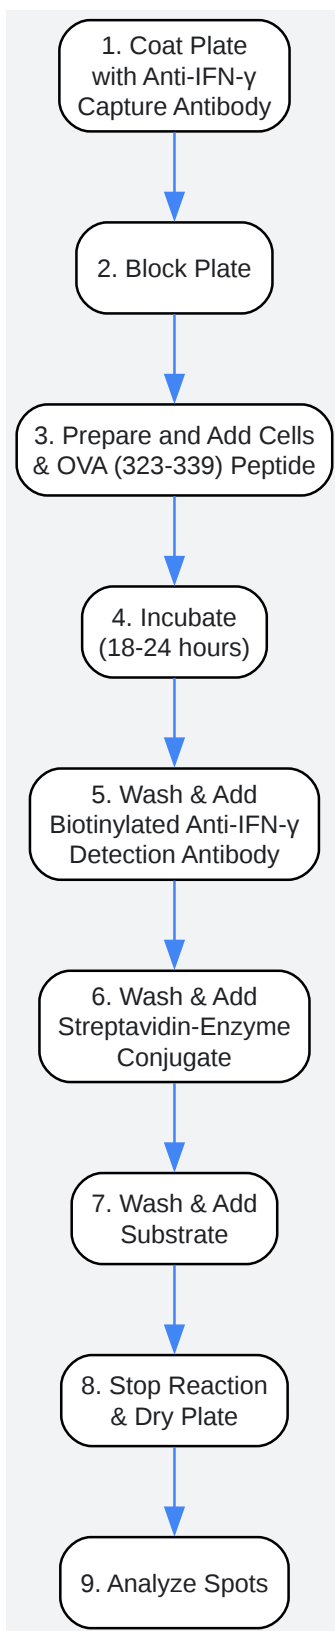 1. Coat Plate
with Anti-IFN-γ
Capture Antibody
2. Block Plate
3. Prepare and Add Cells
& OVA (323-339) Peptide
4. Incubate
(18-24 hours)
5. Wash & Add
Biotinylated Anti-IFN-γ
Detection Antibody
6. Wash & Add
Streptavidin-Enzyme
Conjugate
7. Wash & Add
Substrate
8. Stop Reaction
& Dry Plate
9. Analyze Spots